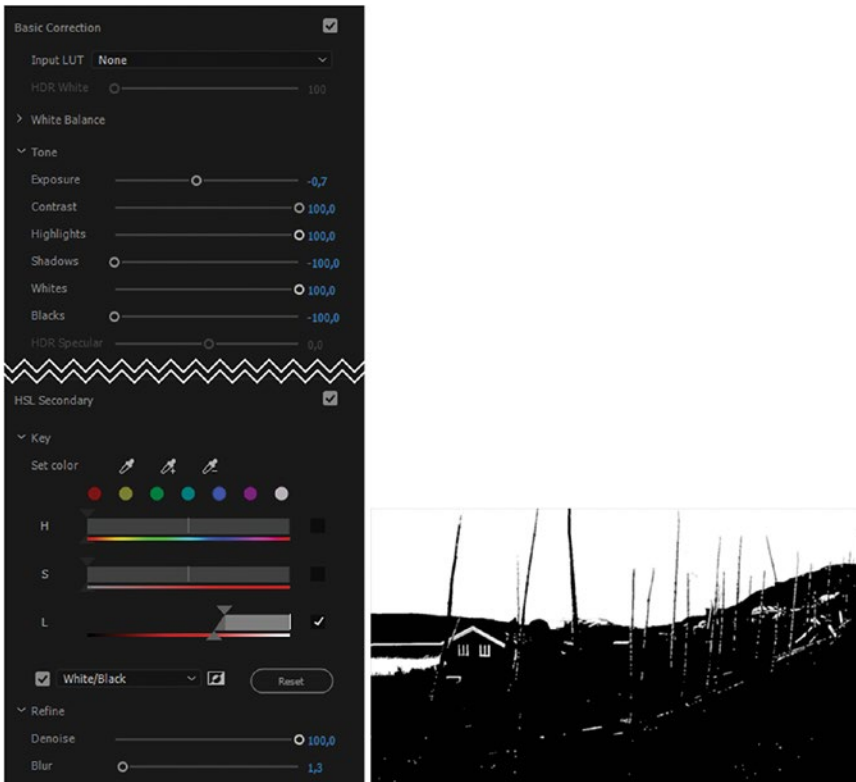 Basic Correction
Input LUT None
HDR White 100
White Balance
Tone
Exposure -0,7
Contrast 100,0
Highlights 100,0
Shadows -100,0
Whites 100,0
Blacks -100,0
HDR Specular 0,0
HSL Secondary
Key
Set color
H
S
L
White/Black Reset
Refine
Denoise 100,0
Blur 1,3